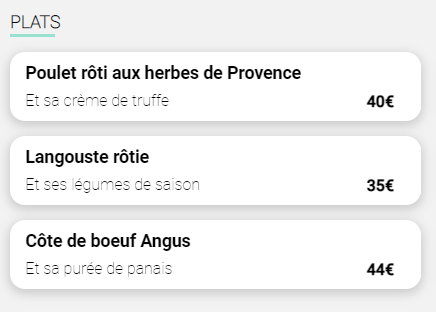 PLATS
Poulet rôti aux herbes de Provence
Et sa crème de truffe 40€
Langouste rôtie
Et ses légumes de saison 35€
Côte de boeuf Angus
Et sa purée de panais 44€